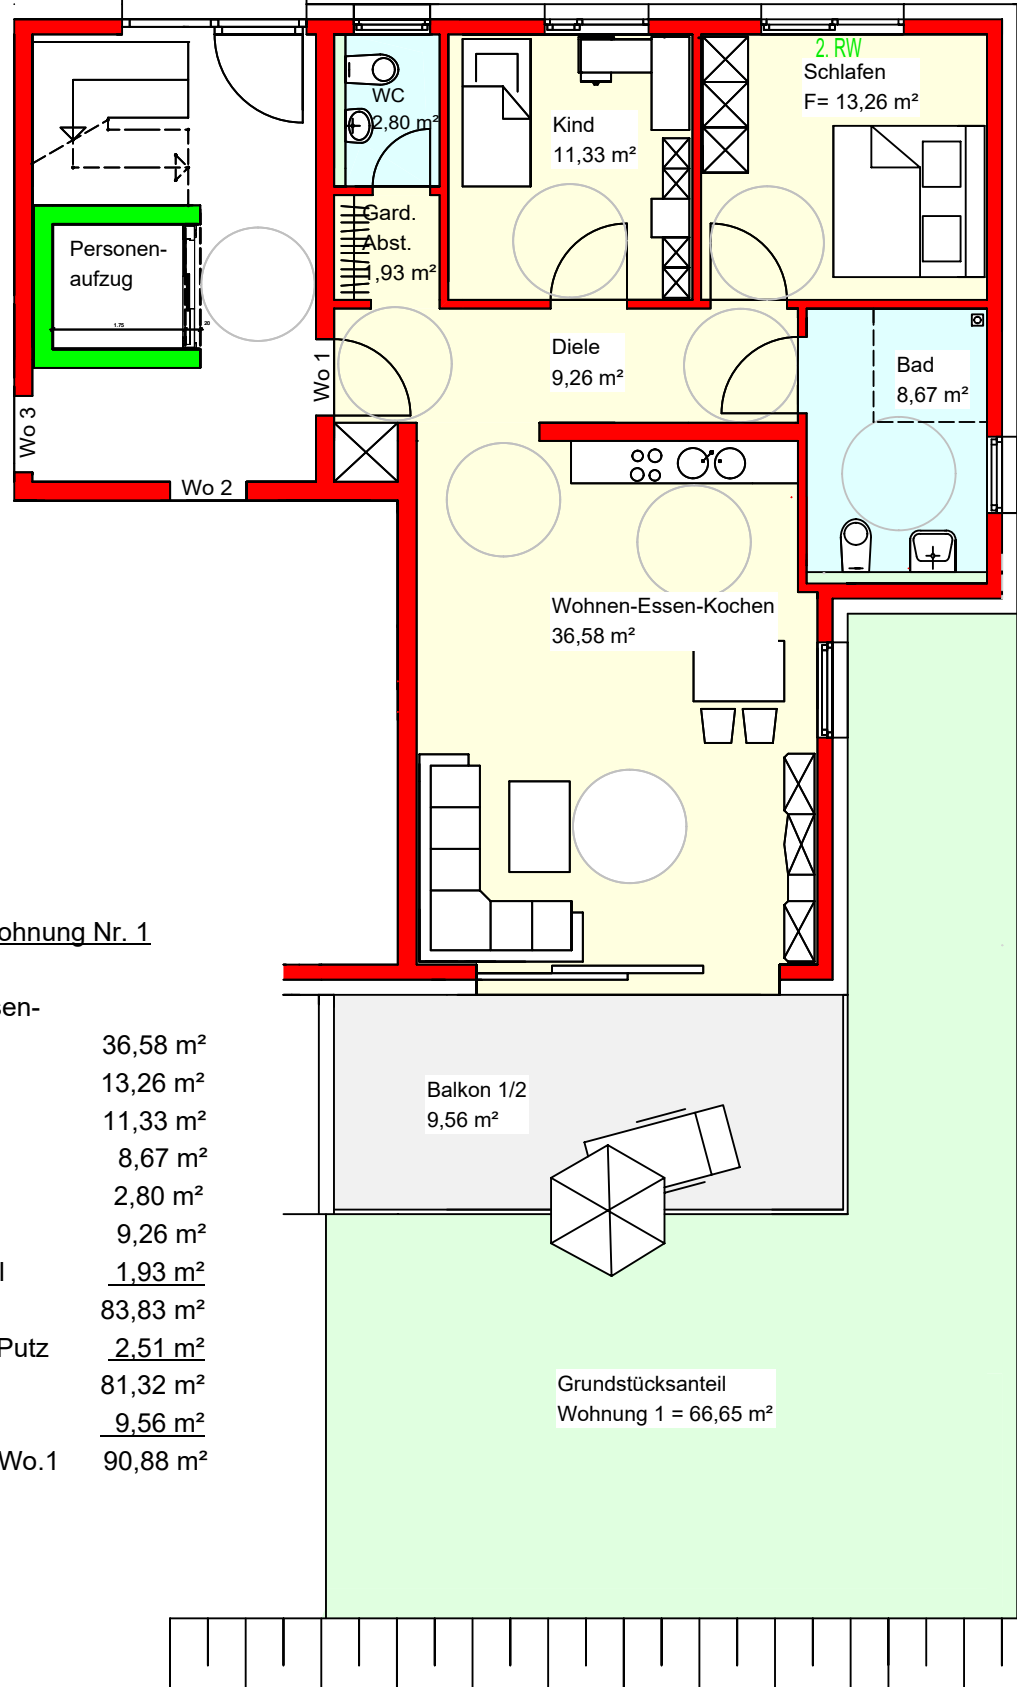 2. RW
Schlafen
F= 13,26 m²
WC
2,80 m²
Kind
11,33 m²
Gard.
Abst.
1,93 m²
Personen-
aufzug
1.75
20
Diele
9,26 m²
Bad
8,67 m²
Wo 1
Wo 3
Wo 2
Wohnen-Essen-Kochen
36,58 m²
ohnung Nr. 1
sen-
36,58 m²
13,26 m²
11,33 m²
8,67 m²
2,80 m²
9,26 m²
l 1,93 m²
83,83 m²
Putz 2,51 m²
81,32 m²
9,56 m²
Wo.1 90,88 m²
Balkon 1/2
9,56 m²
Grundstücksanteil
Wohnung 1 = 66,65 m²